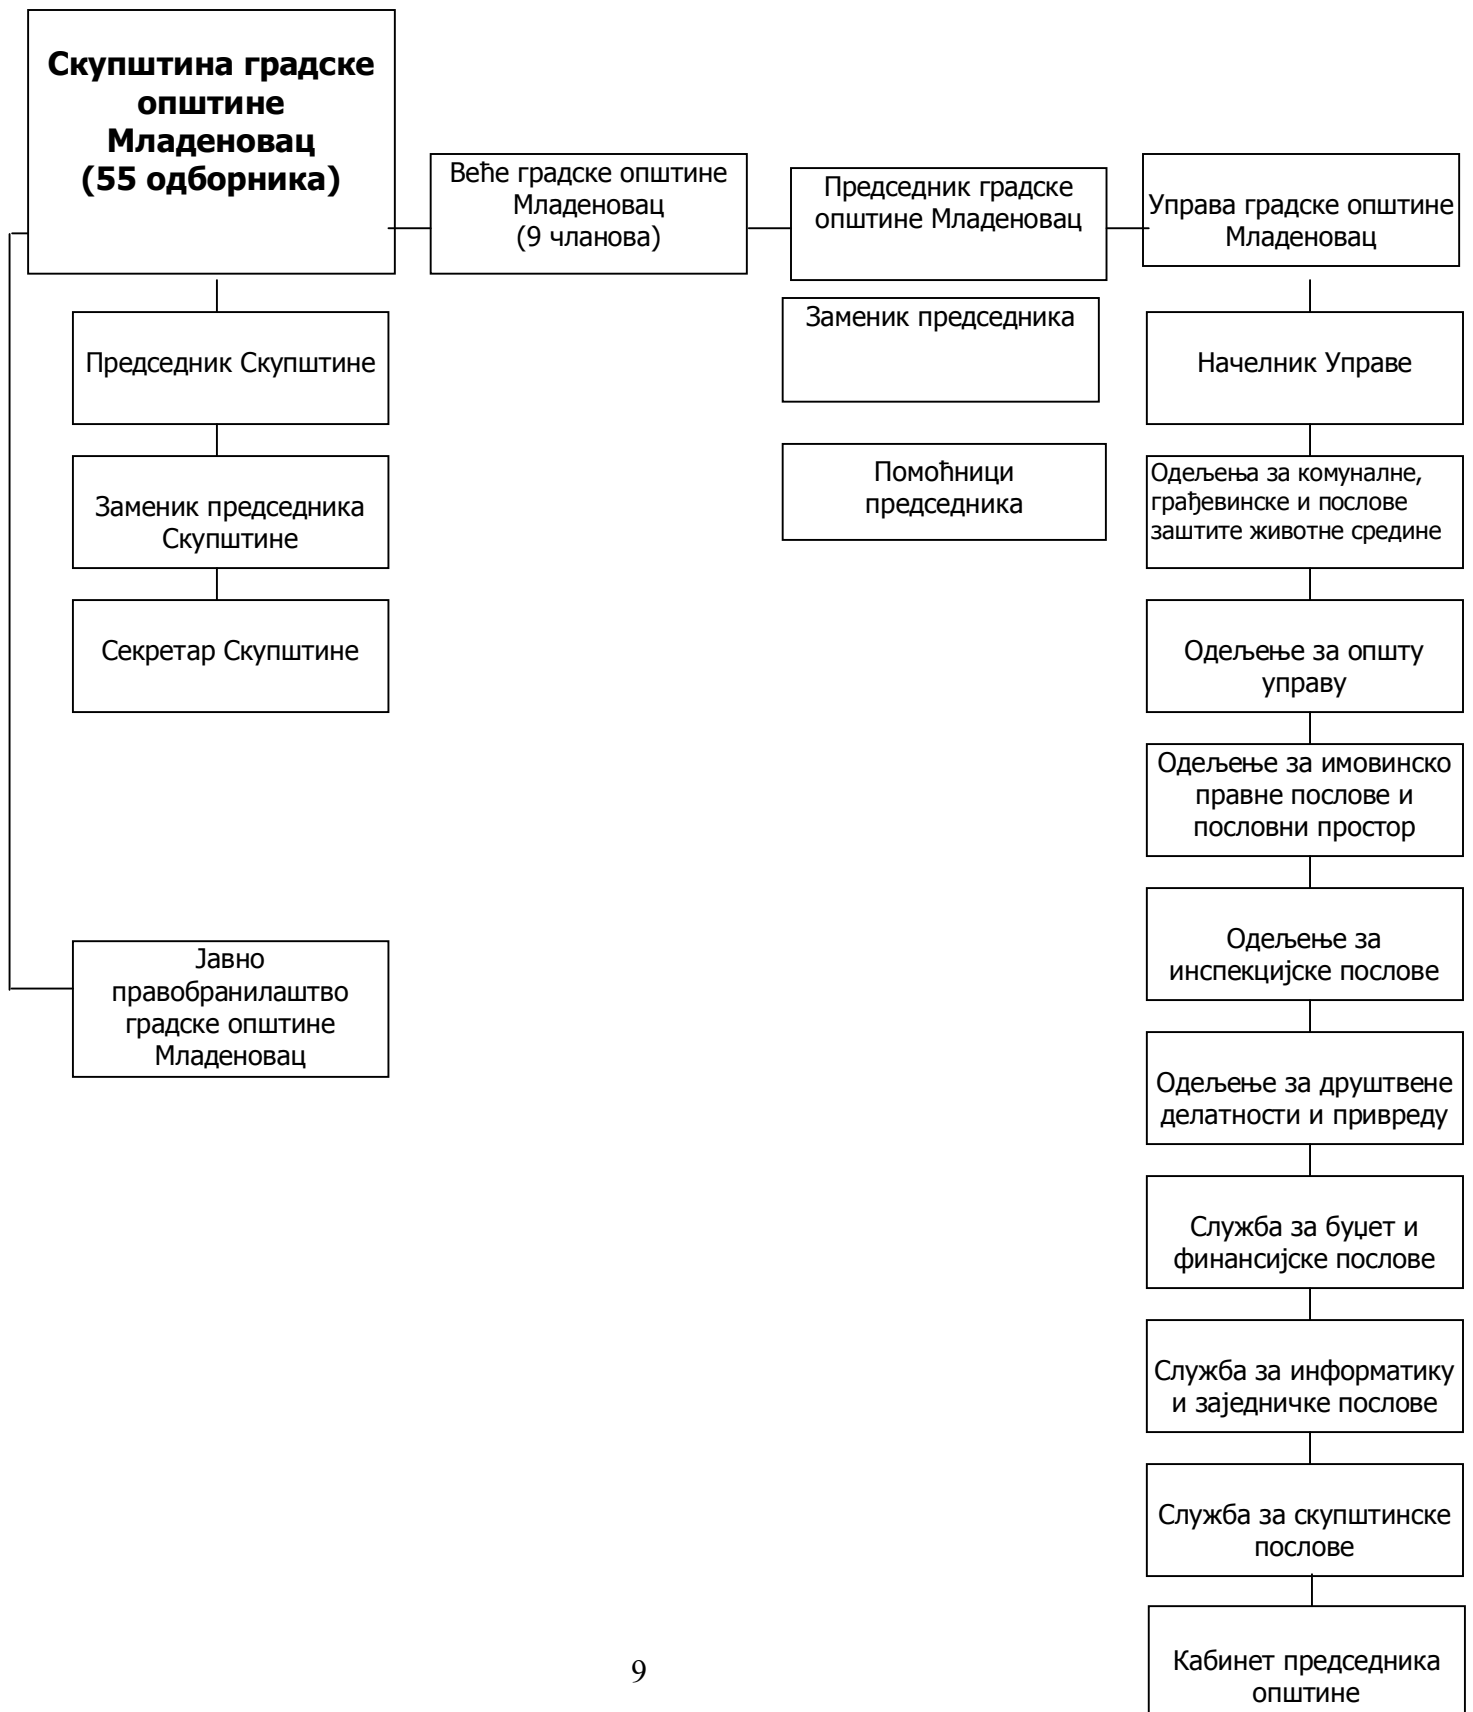 Скупштина градске
општине
Младеновац
(55 одборника)
Веће градске општине
Младеновац
(9 чланова)
Председник градске
општине Младеновац
Управа градске општине
Младеновац
Председник Скупштине
Заменик председника
Скупштине
Секретар Скупштине
Јавно
правобранилаштво
градске општине
Младеновац
Заменик председника
Помоћници
председника
Начелник Управе
Одељења за комуналне,
грађевинске и послове
заштите животне средине
Одељење за општу
управу
Одељење за имовинско
правне послове и
пословни простор
Одељење за
инспекцијске послове
Одељење за друштвене
делатности и привреду
Служба за буџет и
финансијске послове
Служба за информатику
и заједничке послове
Служба за скупштинске
послове
Кабинет председника
општине
9